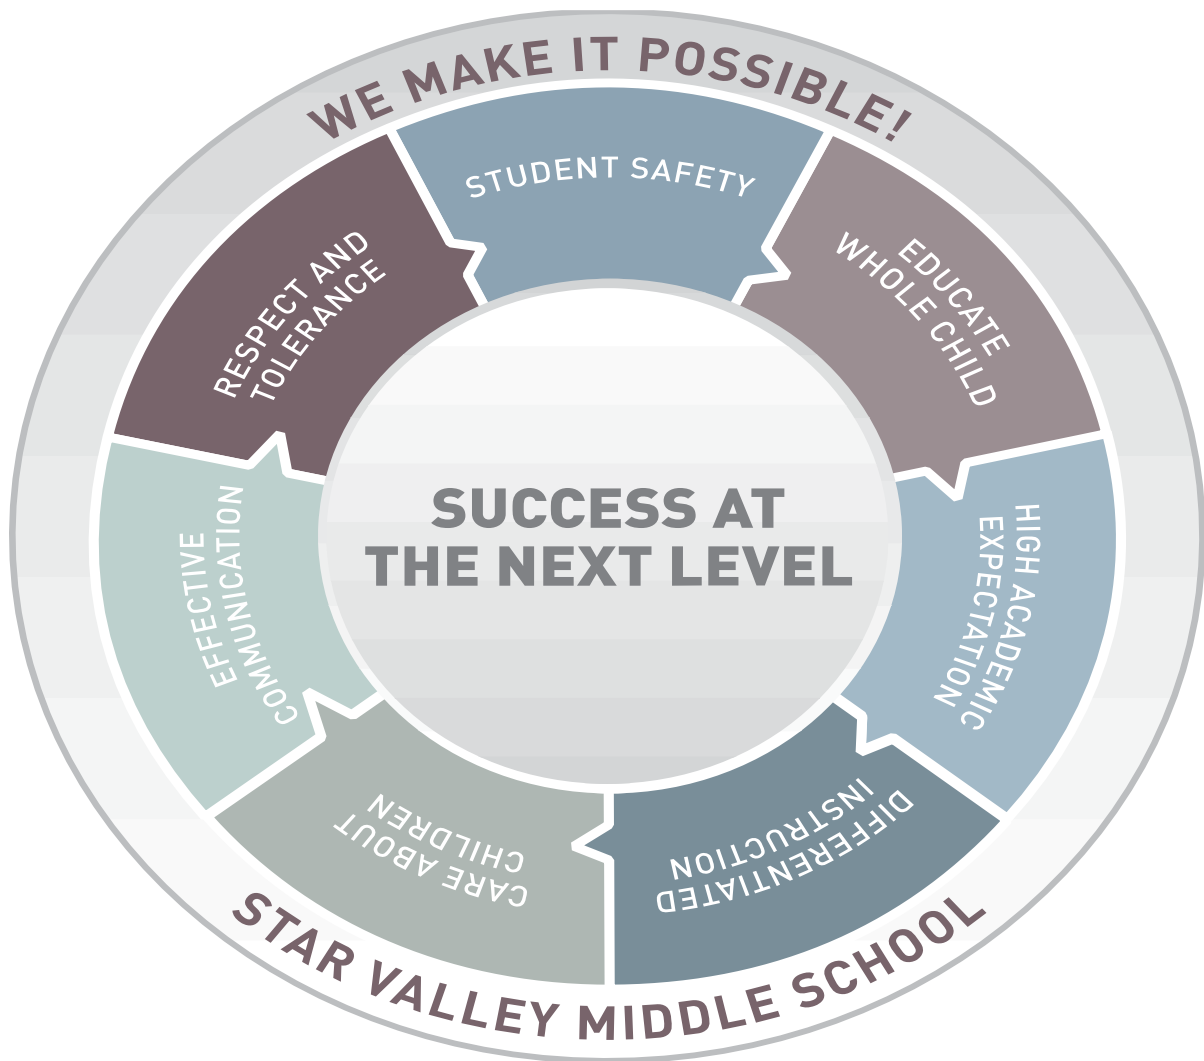 WE MAKE IT POSSIBLE!
STUDENT SAFETY
EDUCATE
WHOLE CHILD
HIGH ACADEMIC
EXPECTATION
DIFFERENTIATED
INSTRUCTION
CARE ABOUT
CHILDREN
EFFECTIVE
COMMUNICATION
RESPECT AND
TOLERANCE
SUCCESS AT
THE NEXT LEVEL
STAR VALLEY MIDDLE SCHOOL